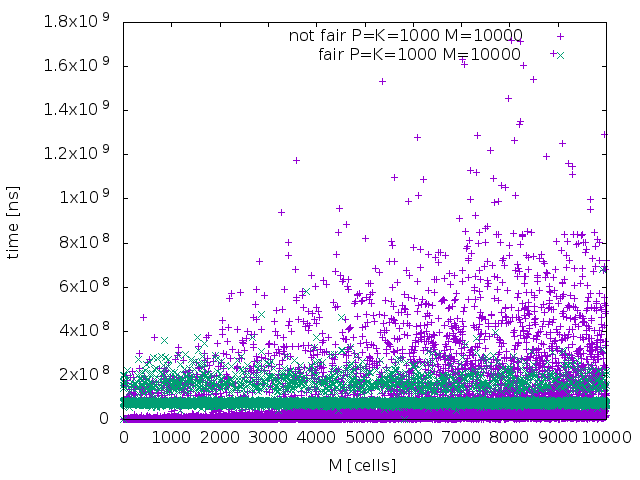 not fair P=K=1000 M=10000
fair P=K=1000 M=10000
1.8x10^9
1.6x10^9
1.4x10^9
1.2x10^9
1x10^9
8x10^8
6x10^8
4x10^8
2x10^8
0
time [ns]
0 1000 2000 3000 4000 5000 6000 7000 8000 9000 10000
M [cells]